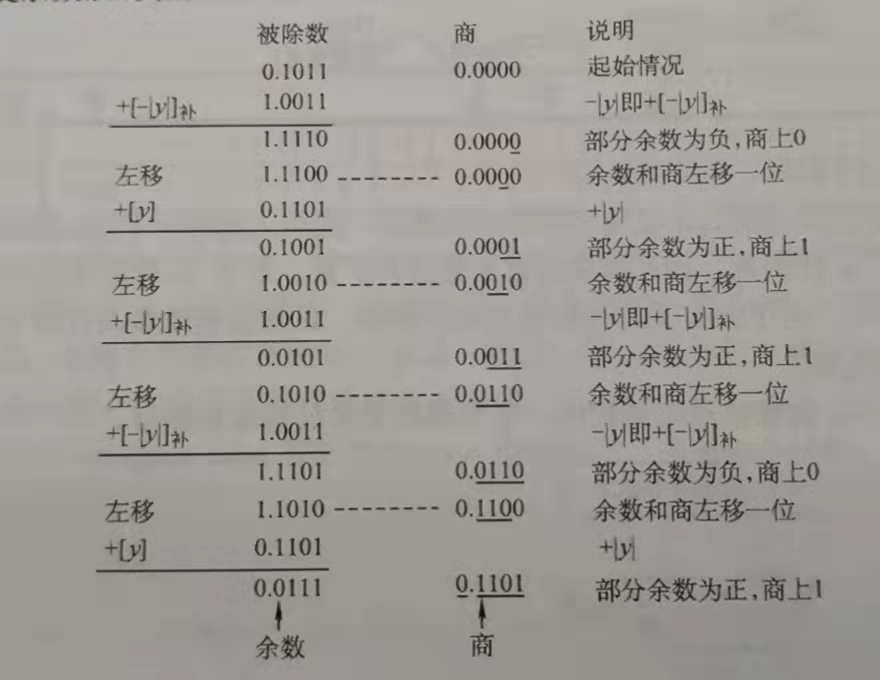 被除数 商 说明
0.1011 0.0000 起始情况
+[-|y|]补 1.0011 -|y|即+[-|y|]补
1.1110 0.0000 部分余数为负,商上0
左移 1.1100 -------- 0.0000 余数和商左移一位
+[y] 0.1101 +|y|
0.1001 0.0001 部分余数为正,商上1
左移 1.0010 -------- 0.0010 余数和商左移一位
+[-|y|]补 1.0011 -|y|即+[-|y|]补
0.0101 0.0011 部分余数为正,商上1
左移 0.1010 -------- 0.0110 余数和商左移一位
+[-|y|]补 1.0011 -|y|即+[-|y|]补
1.1101 0.0110 部分余数为负,商上0
左移 1.1010 -------- 0.1100 余数和商左移一位
+[y] 0.1101 +|y|
0.0111 0.1101 部分余数为正,商上1
余数 商